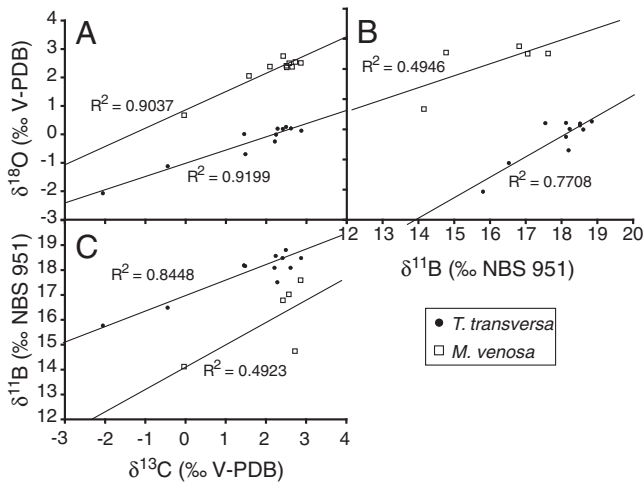 A
B
4
3
2
1
0
-1
-2
-3
δ18O (‰ V-PDB)
R2 = 0.9037
R2 = 0.9199
R2 = 0.4946
R2 = 0.7708
12 13 14 15 16 17 18 19 20
δ11B (‰ NBS 951)
C
19
18
17
16
15
14
13
12
δ11B (‰ NBS 951)
R2 = 0.8448
R2 = 0.4923
-3 -2 -1 0 1 2 3 4
δ13C (‰ V-PDB)
T. transversa
M. venosa